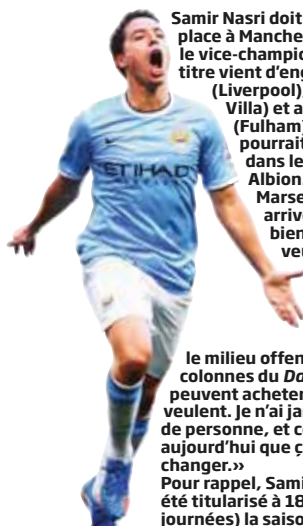 Samir Nasri doit
place à Manche
le vice-champio
titre vient d'eng
(Liverpool)
Villa) et a
(Fulham)
pourrait
dans le
Albion.
Marse
arriv
bien
veu
ETIHAD
le milieu offen
colonnes du Da
peuvent acheter
veulent. Je n'ai ja
de personne, et c
aujourd'hui que ç
changer.»
Pour rappel, Sami
été titularisé à 18
journées) la saiso